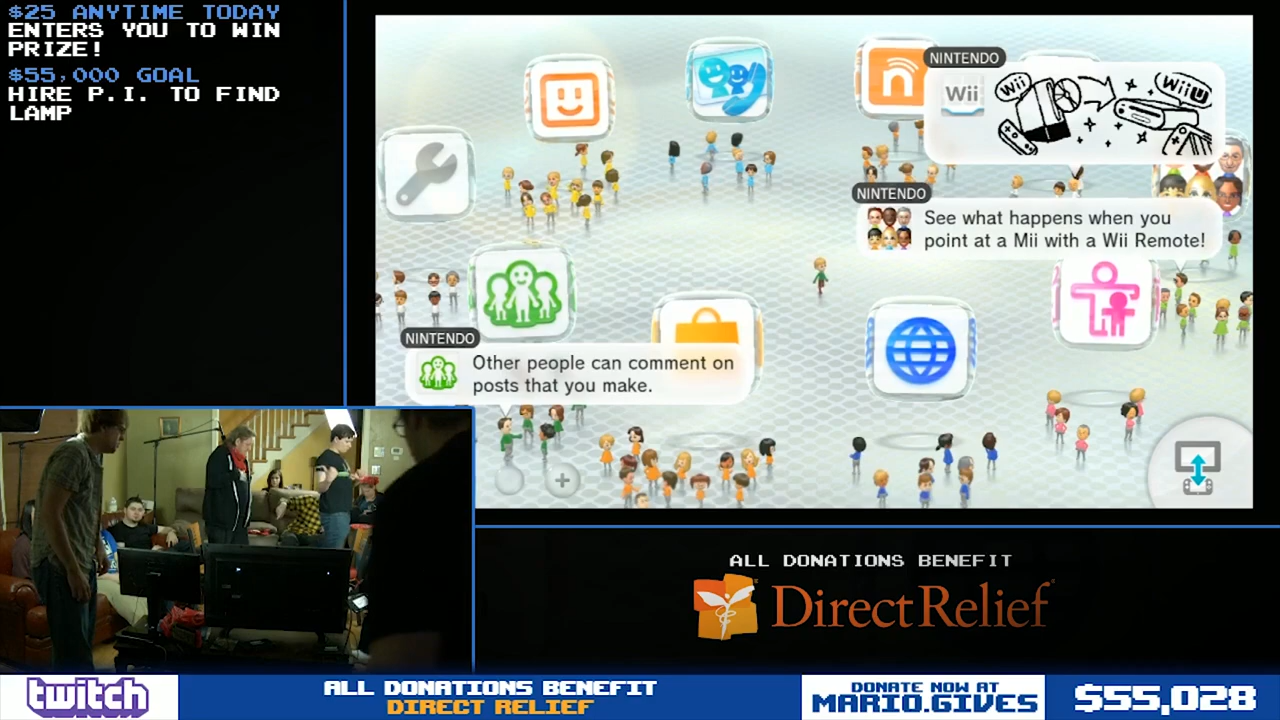 $25 ANYTIME TODAY
ENTERS YOU TO WIN
PRIZE!
$55,000 GOAL
HIRE P.I. TO FIND
LAMP
NINTENDO
Wii
Wii
WiiU
NINTENDO
See what happens when you
point at a Mii with a Wii Remote!
NINTENDO
Other people can comment on
posts that you make.
ALL DONATIONS BENEFIT
DirectRelief
twitch
ALL DONATIONS BENEFIT
DIRECT RELIEF
DONATE NOW AT
MARIO.GIVES
$55,028